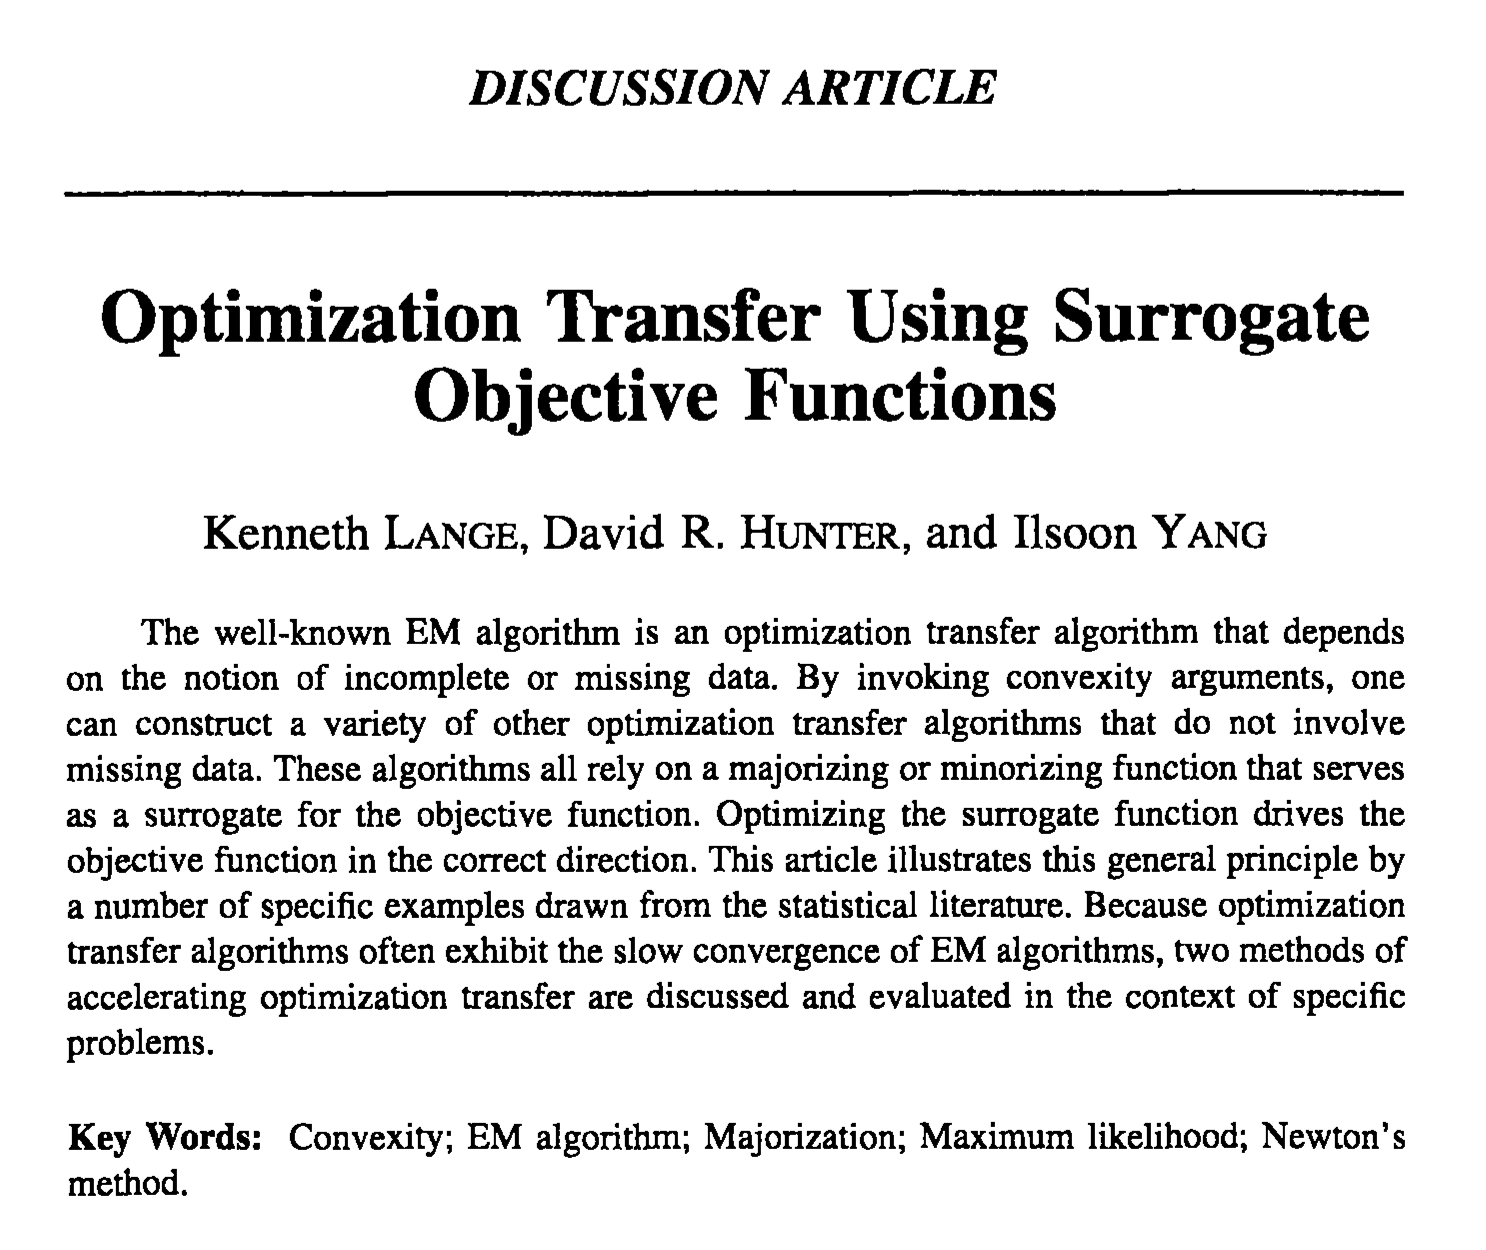 DISCUSSION ARTICLE
Optimization Transfer Using Surrogate
Objective Functions
Kenneth LANGE, David R. HUNTER, and Ilsoon YANG
The well-known EM algorithm is an optimization transfer algorithm that depends
on the notion of incomplete or missing data. By invoking convexity arguments, one
can construct a variety of other optimization transfer algorithms that do not involve
missing data. These algorithms all rely on a majorizing or minorizing function that serves
as a surrogate for the objective function. Optimizing the surrogate function drives the
objective function in the correct direction. This article illustrates this general principle by
a number of specific examples drawn from the statistical literature. Because optimization
transfer algorithms often exhibit the slow convergence of EM algorithms, two methods of
accelerating optimization transfer are discussed and evaluated in the context of specific
problems.
Key Words: Convexity; EM algorithm; Majorization; Maximum likelihood; Newton's
method.